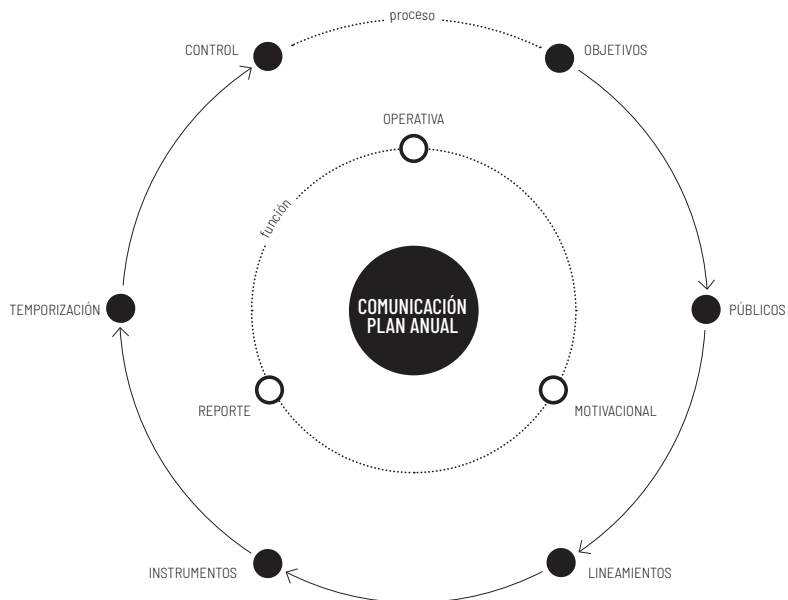 proceso
CONTROL
OBJETIVOS
OPERATIVA
función
COMUNICACIÓN
PLAN ANUAL
TEMPORIZACIÓN
PÚBLICOS
REPORTE
MOTIVACIONAL
INSTRUMENTOS
LINEAMIENTOS